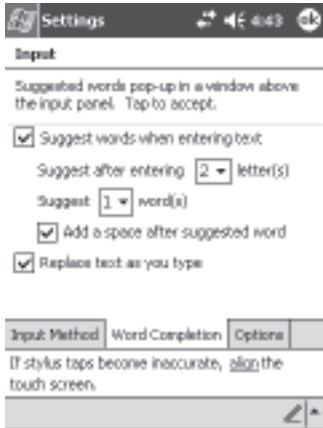 Settings 4:43 ok
Input
Suggested words pop-up in a window above
the input panel. Tap to accept.
Suggest words when entering text
Suggest after entering 2 letter(s)
Suggest 1 word(s)
Add a space after suggested word
Replace text as you type
Input Method Word Completion Options
If stylus taps become inaccurate, align the
touch screen.